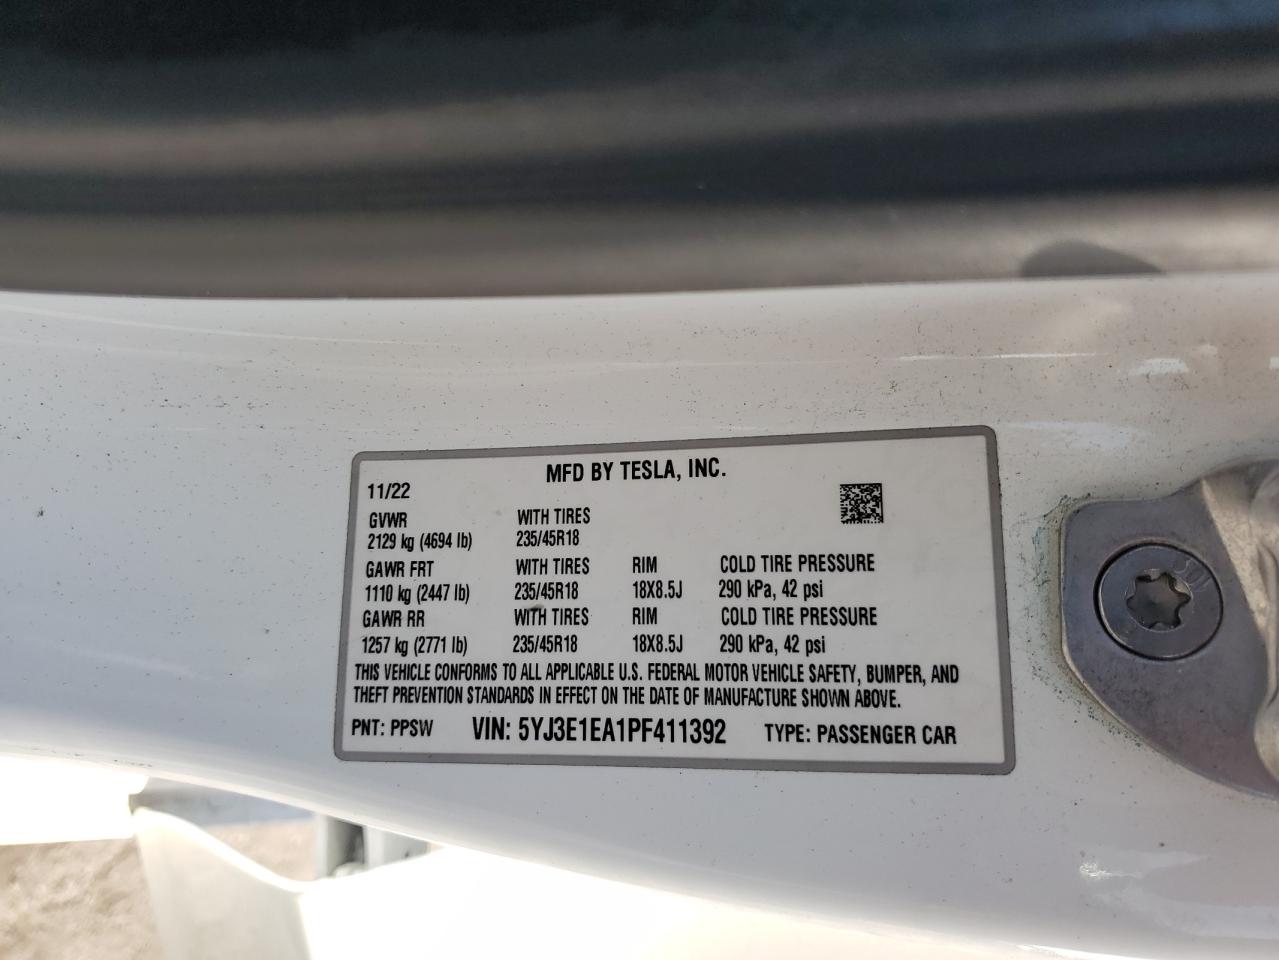 MFD BY TESLA, INC.
11/22
GVWR WITH TIRES
2129 kg (4694 lb) 235/45R18
GAWR FRT WITH TIRES RIM COLD TIRE PRESSURE
1110 kg (2447 lb) 235/45R18 18X8.5J 290 kPa, 42 psi
GAWR RR WITH TIRES RIM COLD TIRE PRESSURE
1257 kg (2771 lb) 235/45R18 18X8.5J 290 kPa, 42 psi
THIS VEHICLE CONFORMS TO ALL APPLICABLE U.S. FEDERAL MOTOR VEHICLE SAFETY, BUMPER, AND
THEFT PREVENTION STANDARDS IN EFFECT ON THE DATE OF MANUFACTURE SHOWN ABOVE.
PNT: PPSW VIN: 5YJ3E1EA1PF411392 TYPE: PASSENGER CAR